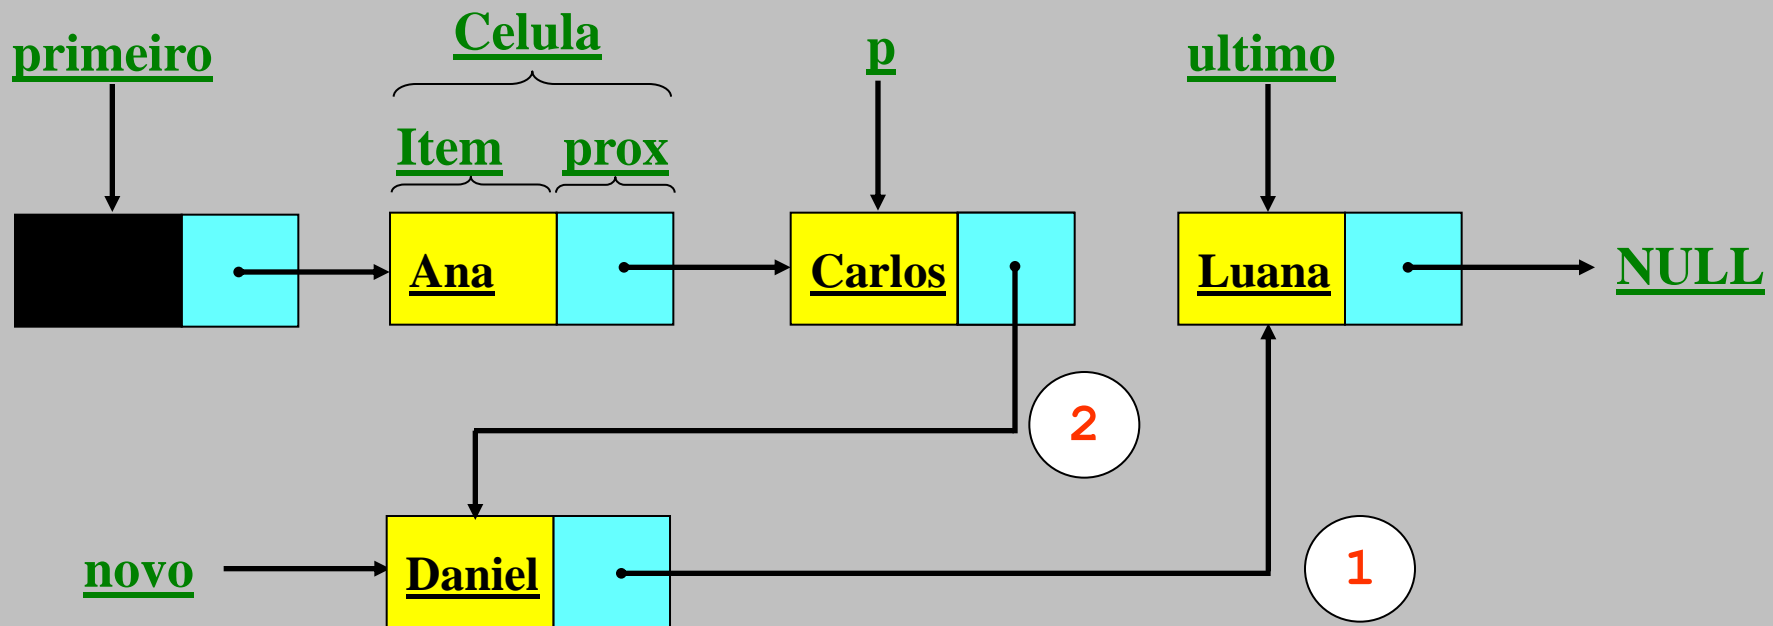 primeiro
Celula
p
ultimo
Item prox
Ana
Carlos
Luana
NULL
2
novo
Daniel
1